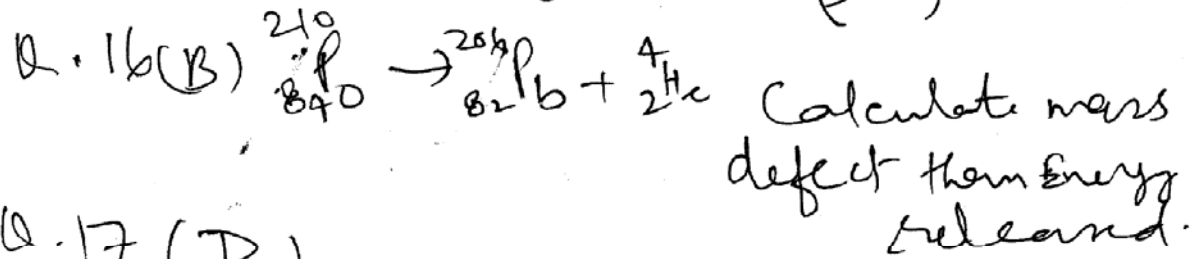 Q. 16(B) ²¹⁰₈₄Po → ²⁰⁶₈₂Pb + ⁴₂He Calculate mass
defect then Energy
released.
Q. 17 (D)